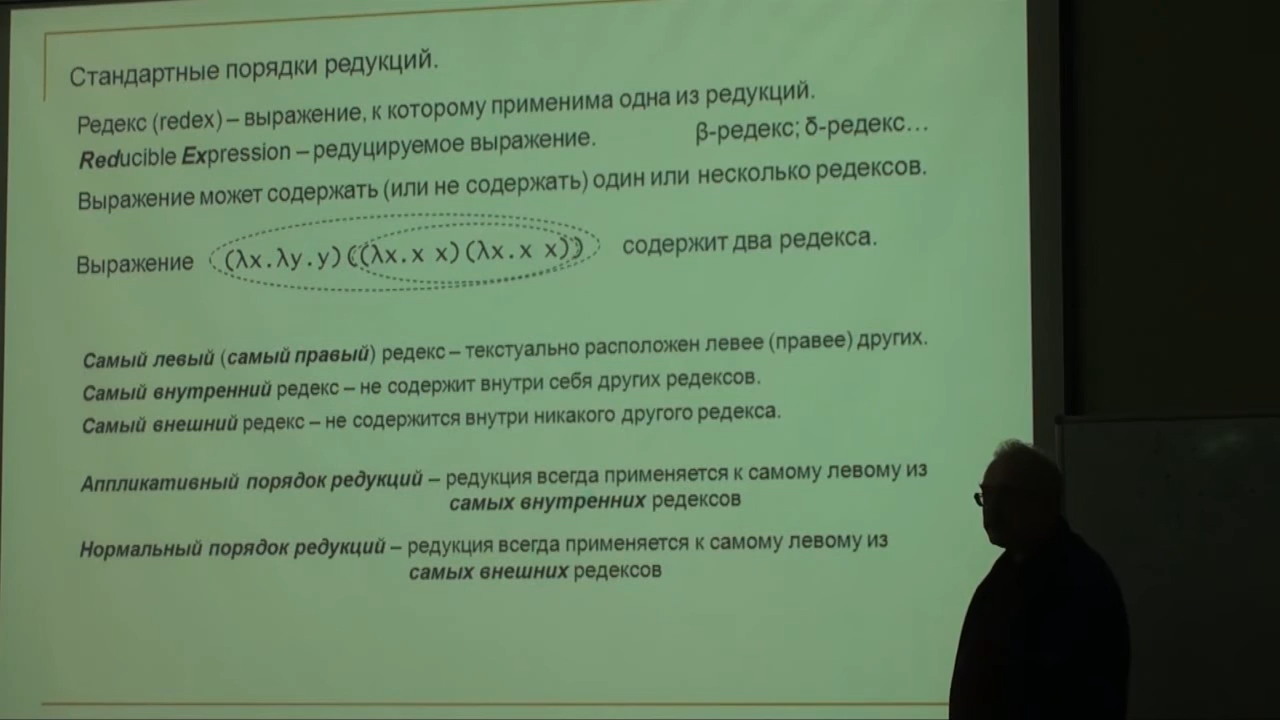 Стандартные порядки редукций.
Редекс (redex) – выражение, к которому применима одна из редукций.
Reducible Expression – редуцируемое выражение. β-редекс; δ-редекс…
Выражение может содержать (или не содержать) один или несколько редексов.
Выражение (λx.λy.y)((λx.x x)(λx.x x)) содержит два редекса.
Самый левый (самый правый) редекс – текстуально расположен левее (правее) других.
Самый внутренний редекс – не содержит внутри себя других редексов.
Самый внешний редекс – не содержится внутри никакого другого редекса.
Аппликативный порядок редукций – редукция всегда применяется к самому левому из
самых внутренних редексов
Нормальный порядок редукций – редукция всегда применяется к самому левому из
самых внешних редексов